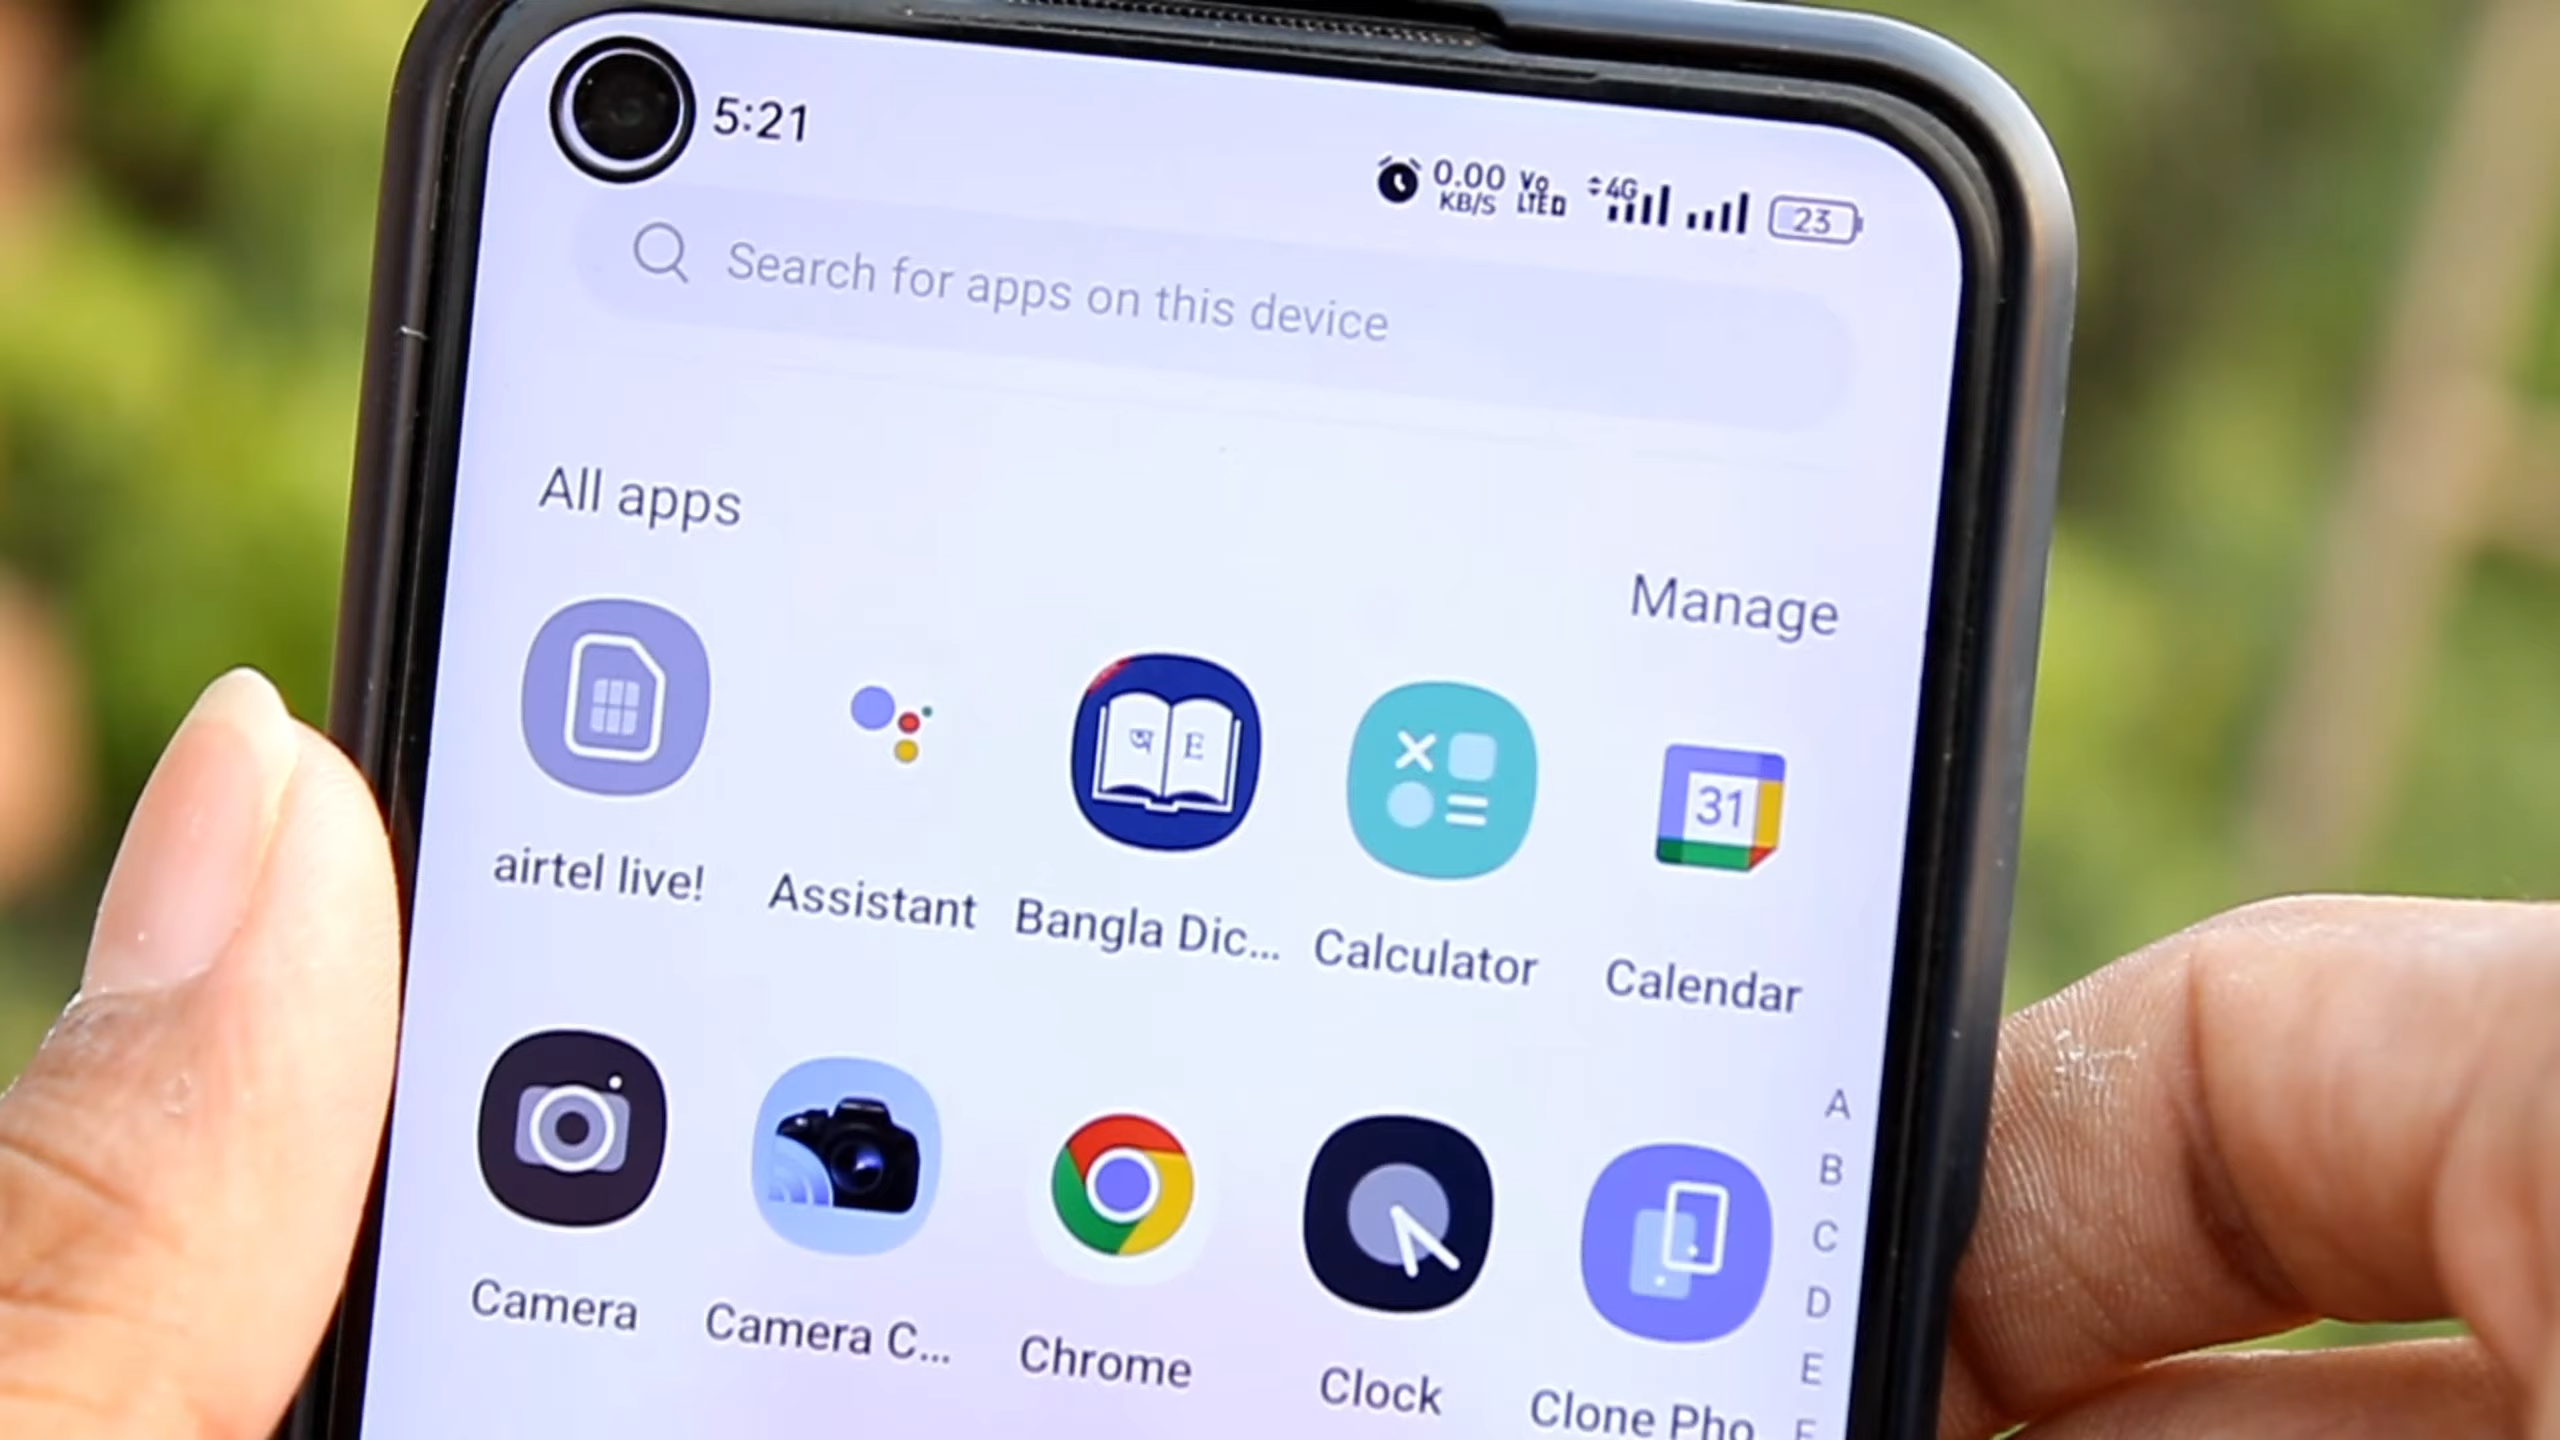 5:21
0.00 KB/S Vo LTE 4G 23
Search for apps on this device
All apps
Manage
অ E
31
airtel live! Assistant Bangla Dic... Calculator Calendar
Camera Camera C... Chrome Clock Clone Pho
A
B
C
D
E